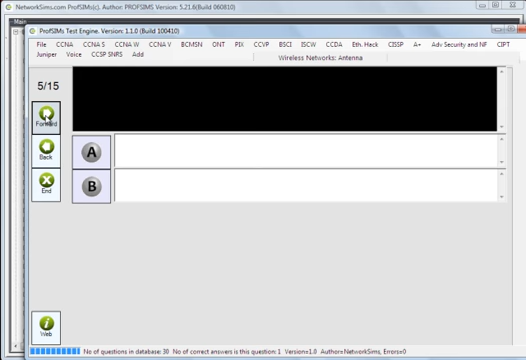 NetworkSims.com ProfSIMs(c). Author: PROFSIMS Version: 5.21.6(Build 060810)
Main
ProfSIMs Test Engine. Version: 1.1.0 (Build 100410)
File CCNA CCNA S CCNA W CCNA V BCMSN ONT PIX CCVP BSCI ISCW CCDA Eth. Hack CISSP A+ Adv Security and NF CIPT
Juniper Voice CCSP SNRS Add
Wireless Networks: Antenna
5/15
Forward
Back
End
A
B
Web
No of questions in database: 30 No of correct answers is this question: 1 Version=1.0 Author=NetworkSims, Errors=0